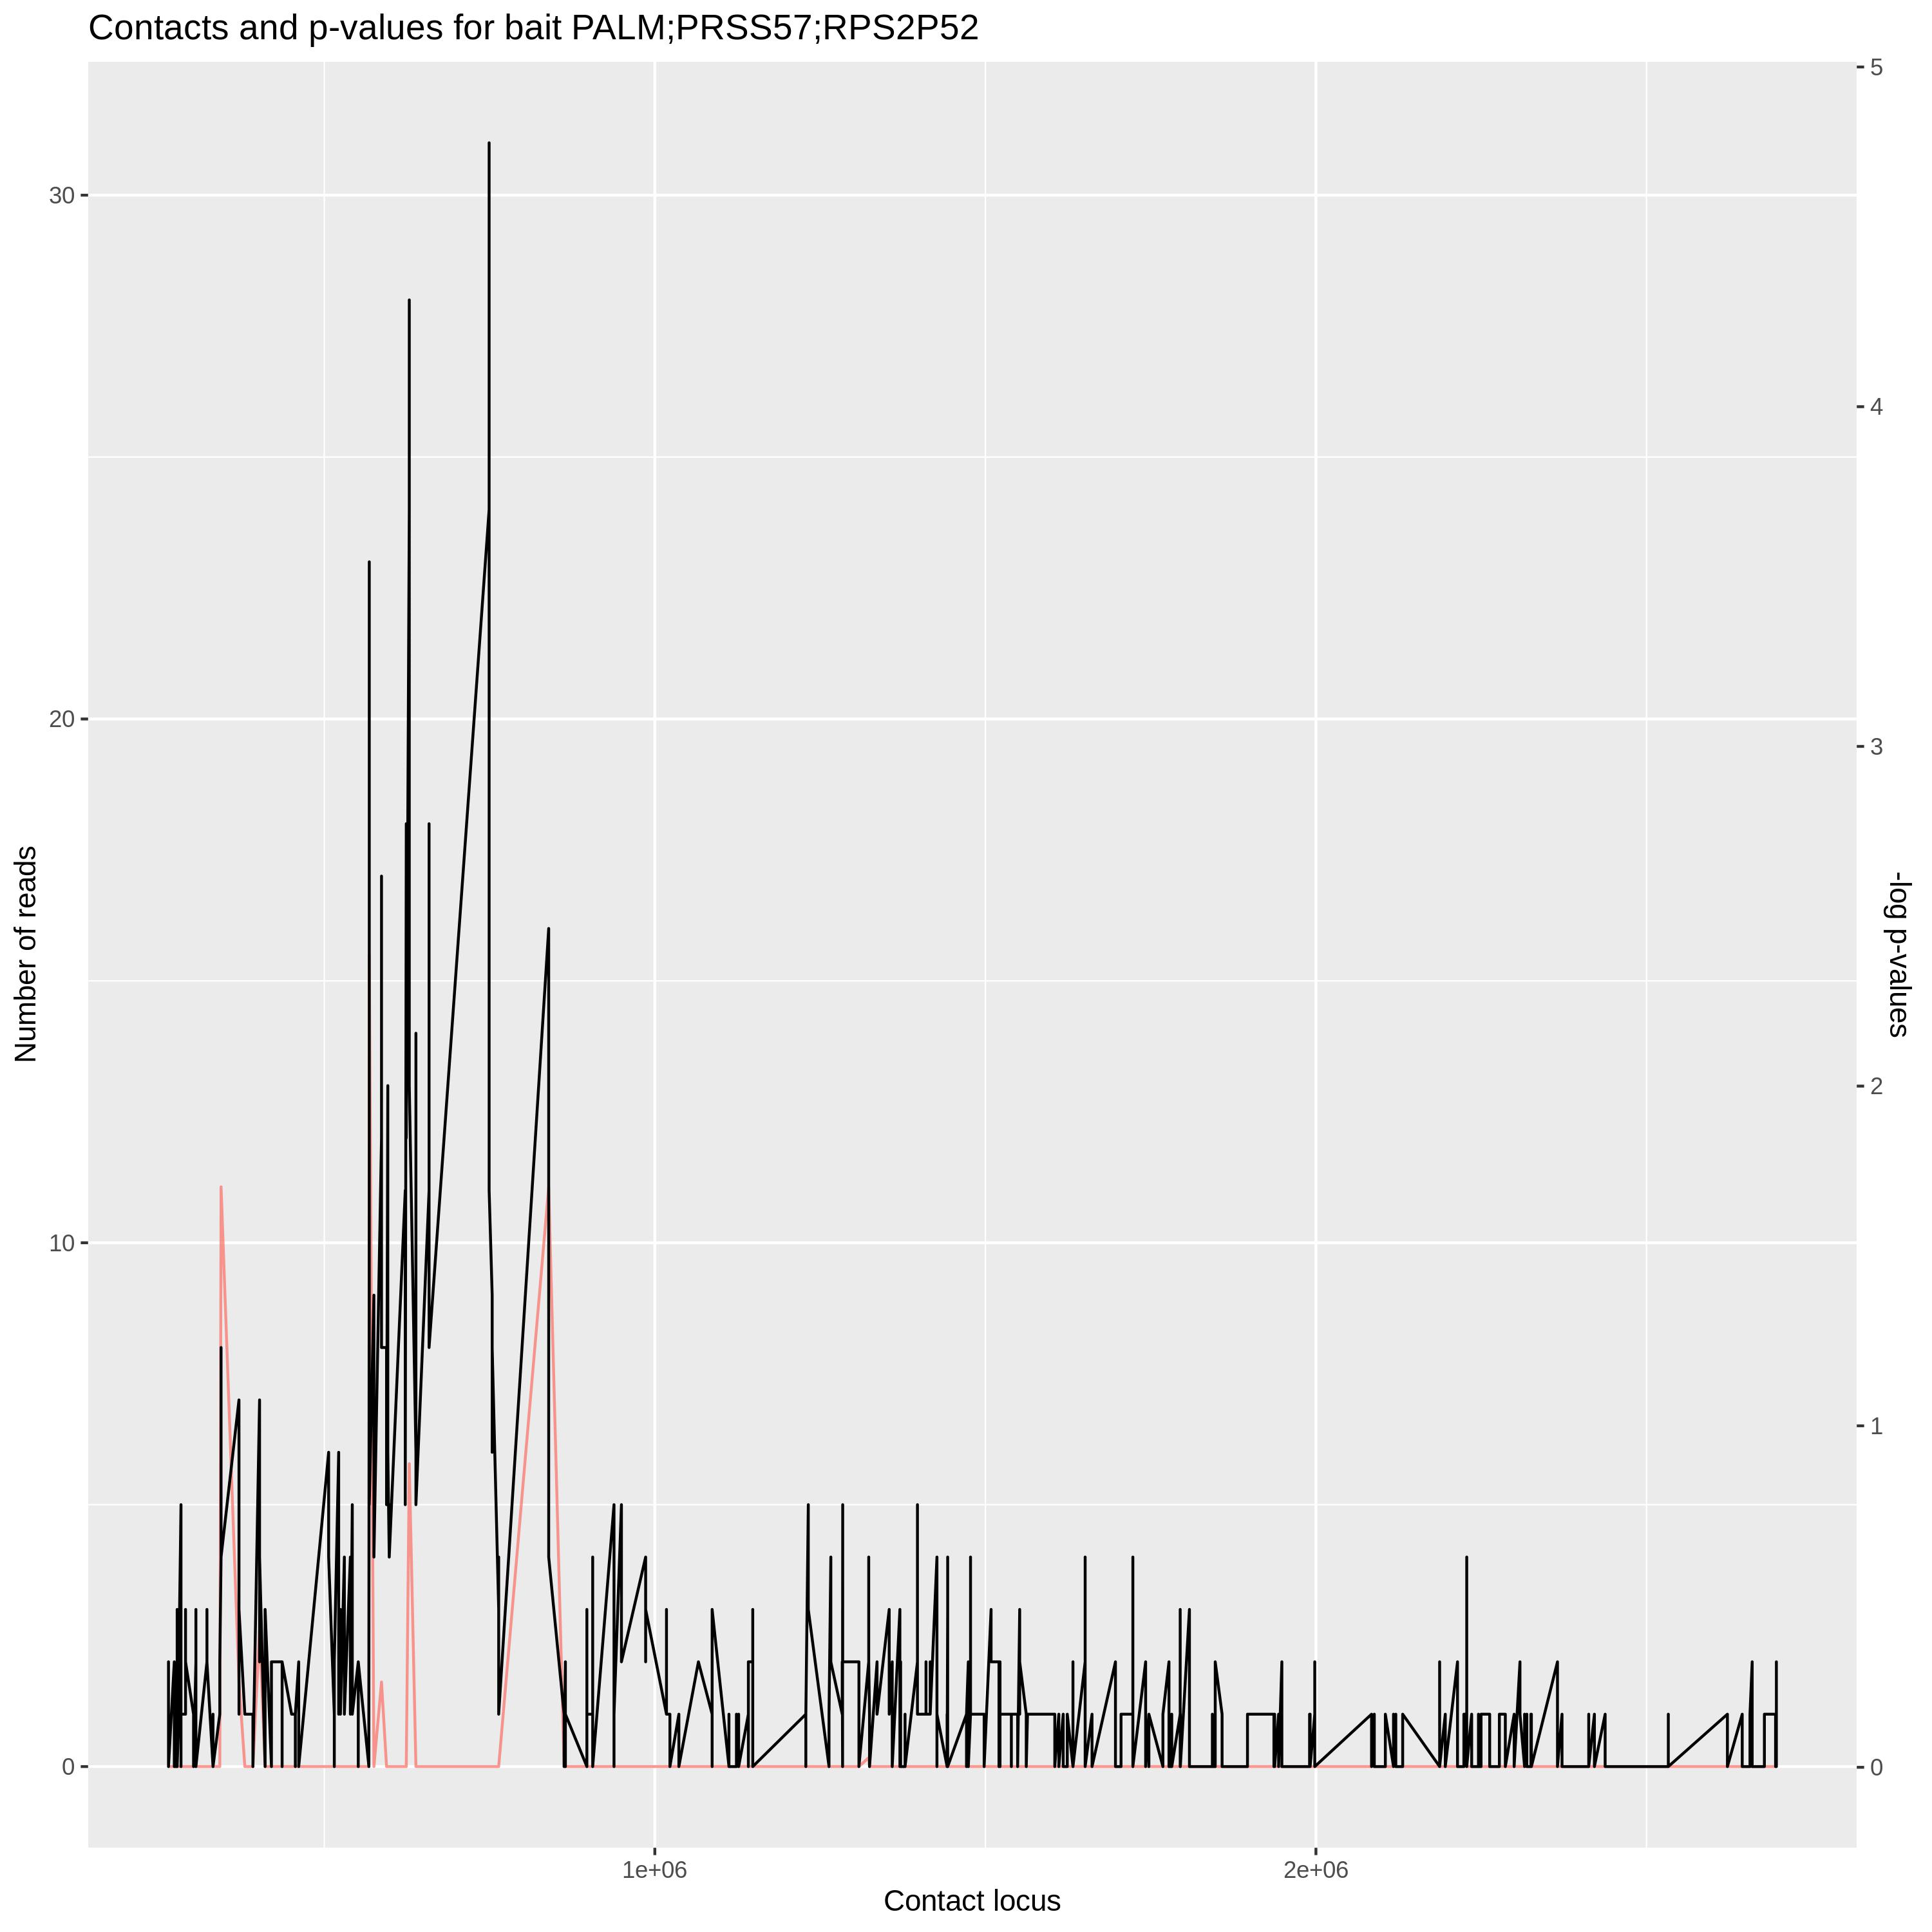 Contacts and p-values for bait PALM;PRSS57;RPS2P52
5
30
4
20
3
Number of reads
-log p-values
2
10
1
0
0
1e+06
2e+06
Contact locus